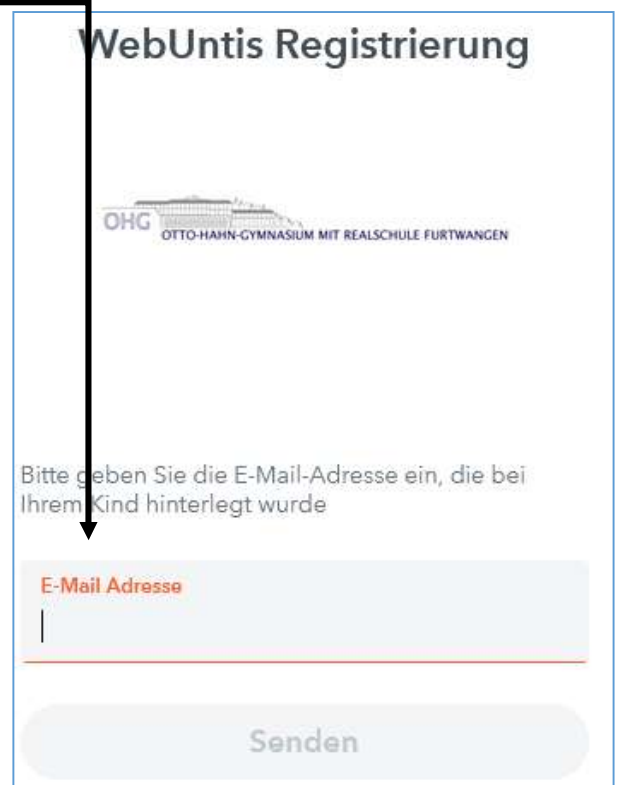 WebUntis Registrierung
OHG
OTTO-HAHN-GYMNASIUM MIT REALSCHULE FURTWANGEN
Bitte geben Sie die E-Mail-Adresse ein, die bei
Ihrem Kind hinterlegt wurde
E-Mail Adresse
Senden